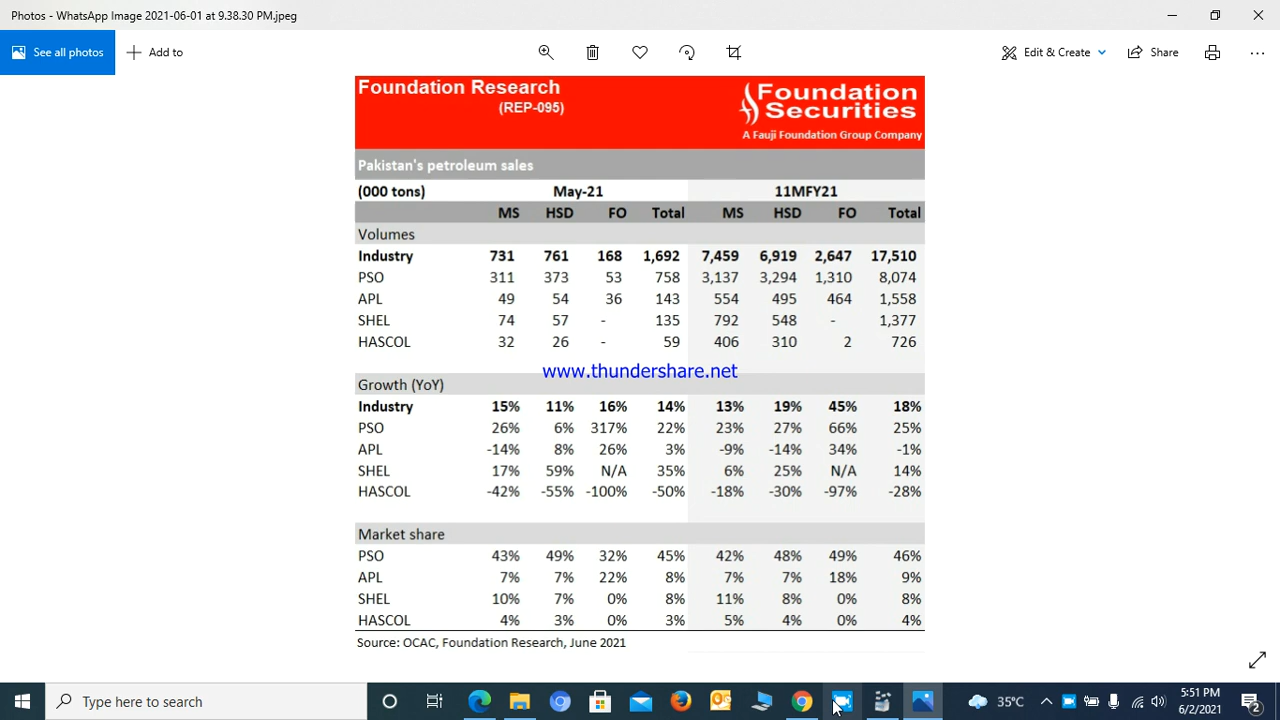 Photos - WhatsApp Image 2021-06-01 at 9.38.30 PM.jpeg
See all photos Add to Edit & Create Share
Foundation Research
(REP-095)
Foundation
Securities
A Fauji Foundation Group Company
Pakistan's petroleum sales
(000 tons) May-21 11MFY21
MS HSD FO Total MS HSD FO Total
Volumes
Industry 731 761 168 1,692 7,459 6,919 2,647 17,510
PSO 311 373 53 758 3,137 3,294 1,310 8,074
APL 49 54 36 143 554 495 464 1,558
SHEL 74 57 - 135 792 548 - 1,377
HASCOL 32 26 - 59 406 310 2 726
www.thundershare.net
Growth (YoY)
Industry 15% 11% 16% 14% 13% 19% 45% 18%
PSO 26% 6% 317% 22% 23% 27% 66% 25%
APL -14% 8% 26% 3% -9% -14% 34% -1%
SHEL 17% 59% N/A 35% 6% 25% N/A 14%
HASCOL -42% -55% -100% -50% -18% -30% -97% -28%
Market share
PSO 43% 49% 32% 45% 42% 48% 49% 46%
APL 7% 7% 22% 8% 7% 7% 18% 9%
SHEL 10% 7% 0% 8% 11% 8% 0% 8%
HASCOL 4% 3% 0% 3% 5% 4% 0% 4%
Source: OCAC, Foundation Research, June 2021
Type here to search 35°C 5:51 PM
6/2/2021 2